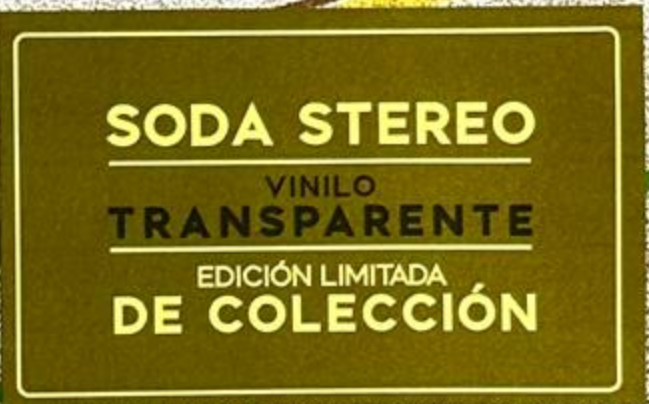 SODA STEREO
VINILO
TRANSPARENTE
EDICIÓN LIMITADA
DE COLECCIÓN